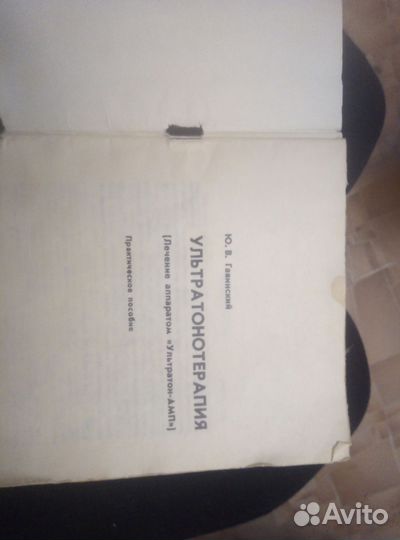 Ю. В. Гавинский
УЛЬТРАТОНОТЕРАПИЯ
(Лечение аппаратом «Ультратон-АМП»)
Практическое пособие
Avito